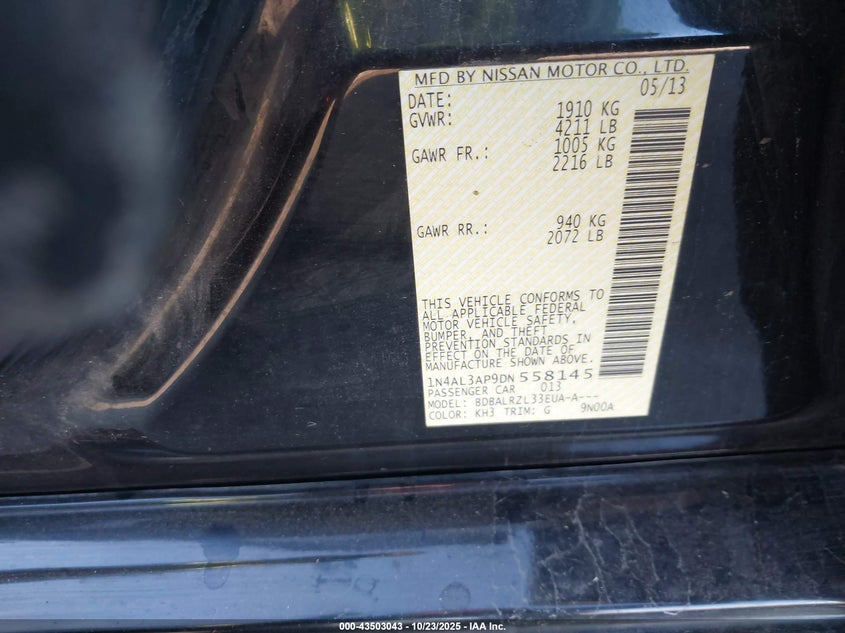 MFD BY NISSAN MOTOR CO., LTD.
DATE: 05/13
GVWR: 1910 KG
4211 LB
GAWR FR.: 1005 KG
2216 LB
GAWR RR.: 940 KG
2072 LB
THIS VEHICLE CONFORMS TO
ALL APPLICABLE FEDERAL
MOTOR VEHICLE SAFETY,
BUMPER, AND THEFT
PREVENTION STANDARDS IN
EFFECT ON THE DATE OF
MANUFACTURE SHOWN ABOVE.
1N4AL3AP9DN 558145
PASSENGER CAR 013
MODEL: BDBALRZL33EUA-A---
COLOR: KH3 TRIM: G 9N00A
000-43503043 - 10/23/2025 - IAA Inc.